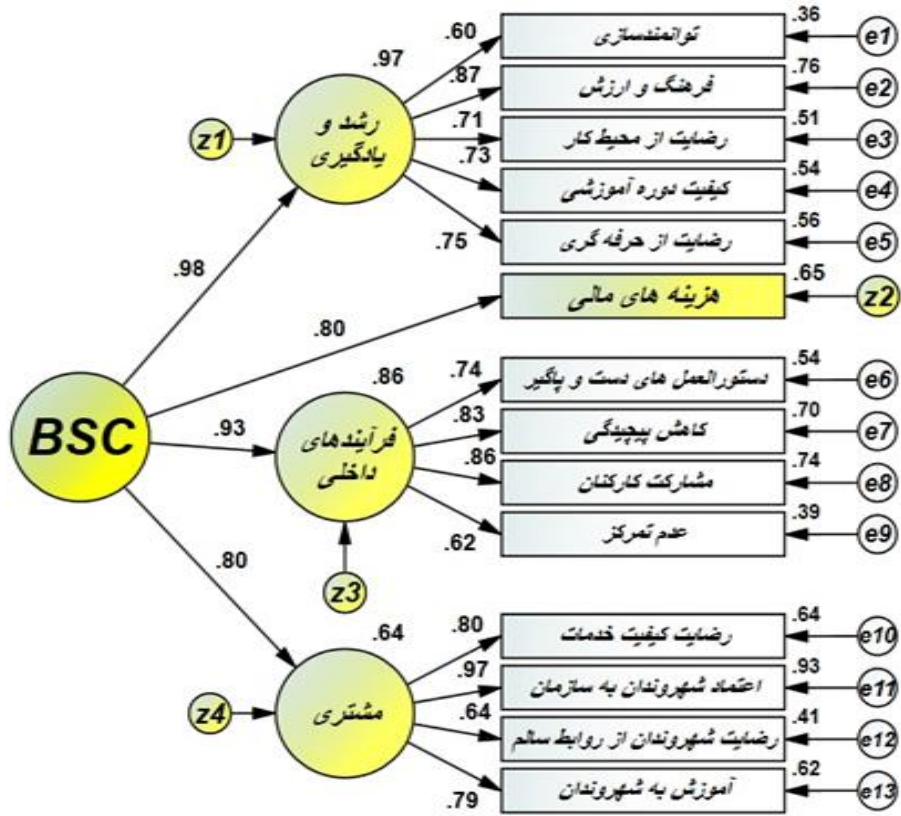 .36
.60
توانمندسازی
e1
.97
.76
.87
فرهنگ و ارزش
e2
رشد و
یادگیری
z1
.51
.71
رضایت از محیط کار
e3
.54
.73
کیفیت دوره آموزشی
e4
.56
.75
رضایت از حرفه گری
e5
.98
.65
هزینه های مالی
z2
.80
.54
.86
.74
دستورالعمل های دست و پاگیر
e6
BSC
.93
.70
.83
کاهش پیچیدگی
e7
فرآیندهای
داخلی
.74
.86
مشارکت کارکنان
e8
.39
.62
عدم تمرکز
e9
.80
z3
.64
.64
.80
رضایت کیفیت خدمات
e10
.93
.97
اعتماد شهروندان به سازمان
e11
z4
مشتری
.41
.64
رضایت شهروندان از روابط سالم
e12
.62
.79
آموزش به شهروندان
e13